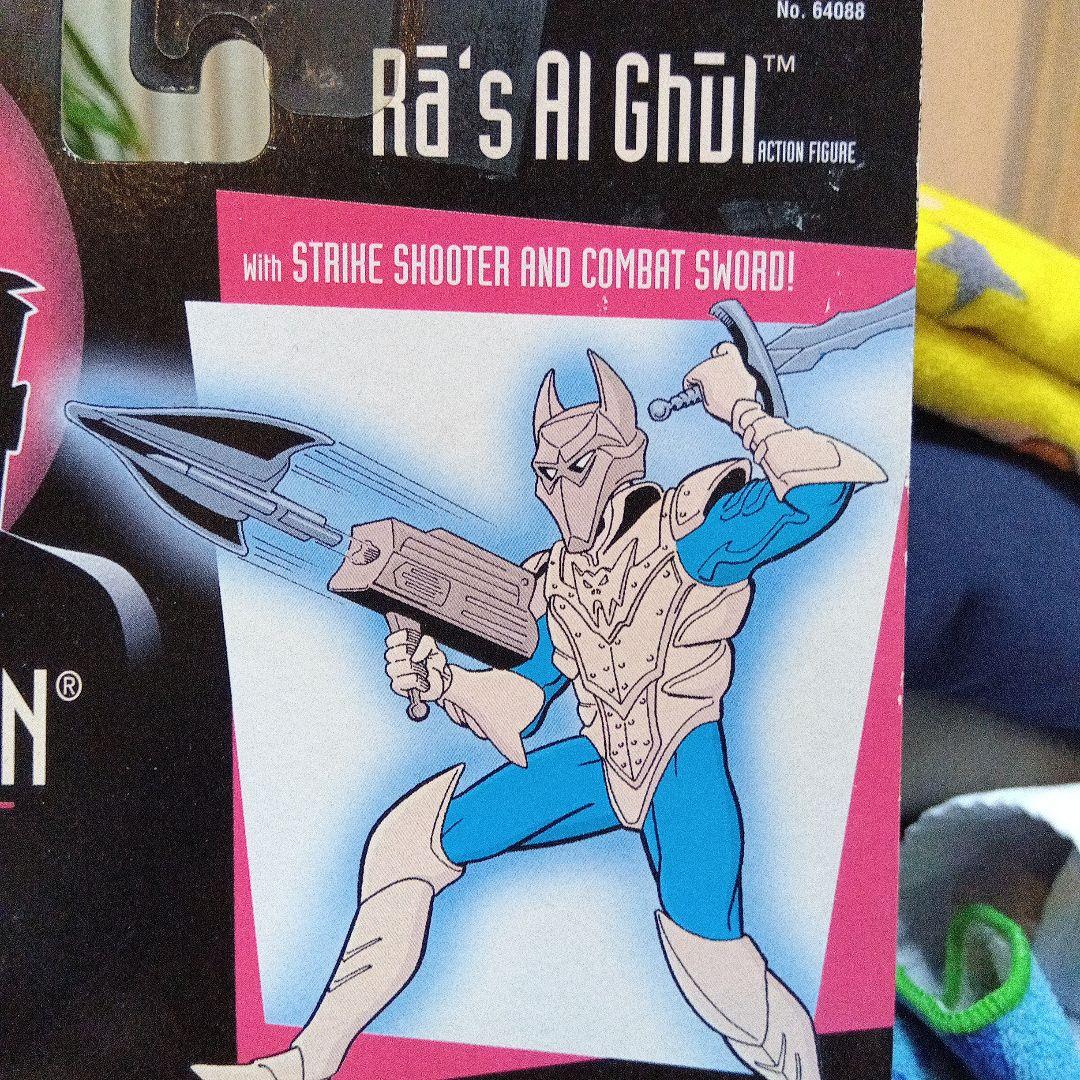 No. 64088
Rā's Al Ghūl™
ACTION FIGURE
With STRIKE SHOOTER AND COMBAT SWORD!
N®